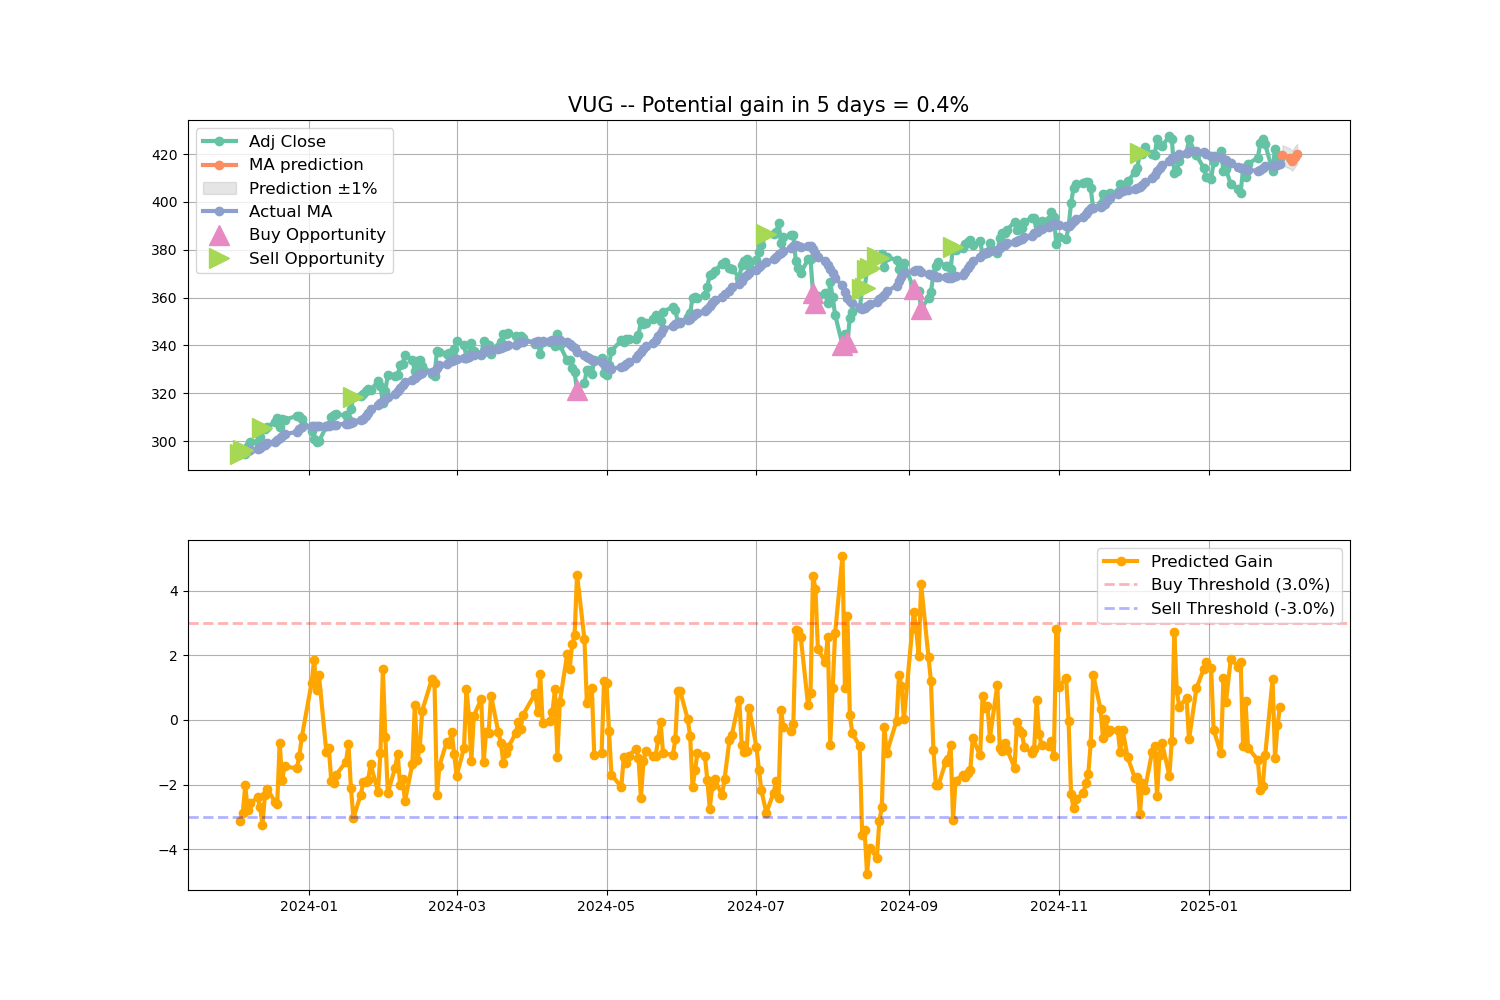 VUG -- Potential gain in 5 days = 0.4%
Adj Close
MA prediction
Prediction ±1%
Actual MA
Buy Opportunity
Sell Opportunity
420
400
380
360
340
320
300
Predicted Gain
Buy Threshold (3.0%)
Sell Threshold (-3.0%)
4
2
0
−2
−4
2024-01 2024-03 2024-05 2024-07 2024-09 2024-11 2025-01